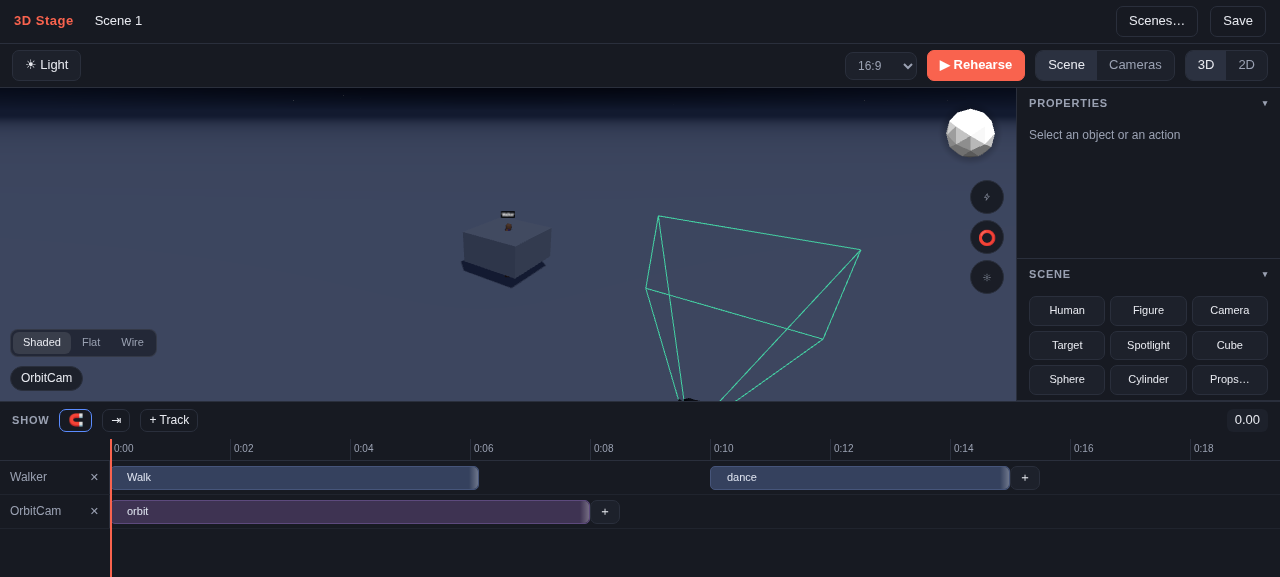 3D Stage Scene 1 Scenes… Save
☀ Light 16:9 ▶ Rehearse Scene Cameras 3D 2D
PROPERTIES
Select an object or an action
Walker
SCENE
Human Figure Camera
Target Spotlight Cube
Sphere Cylinder Props…
Shaded Flat Wire
OrbitCam
SHOW + Track 0.00
0:00 0:02 0:04 0:06 0:08 0:10 0:12 0:14 0:16 0:18
Walker × Walk dance +
OrbitCam × orbit +